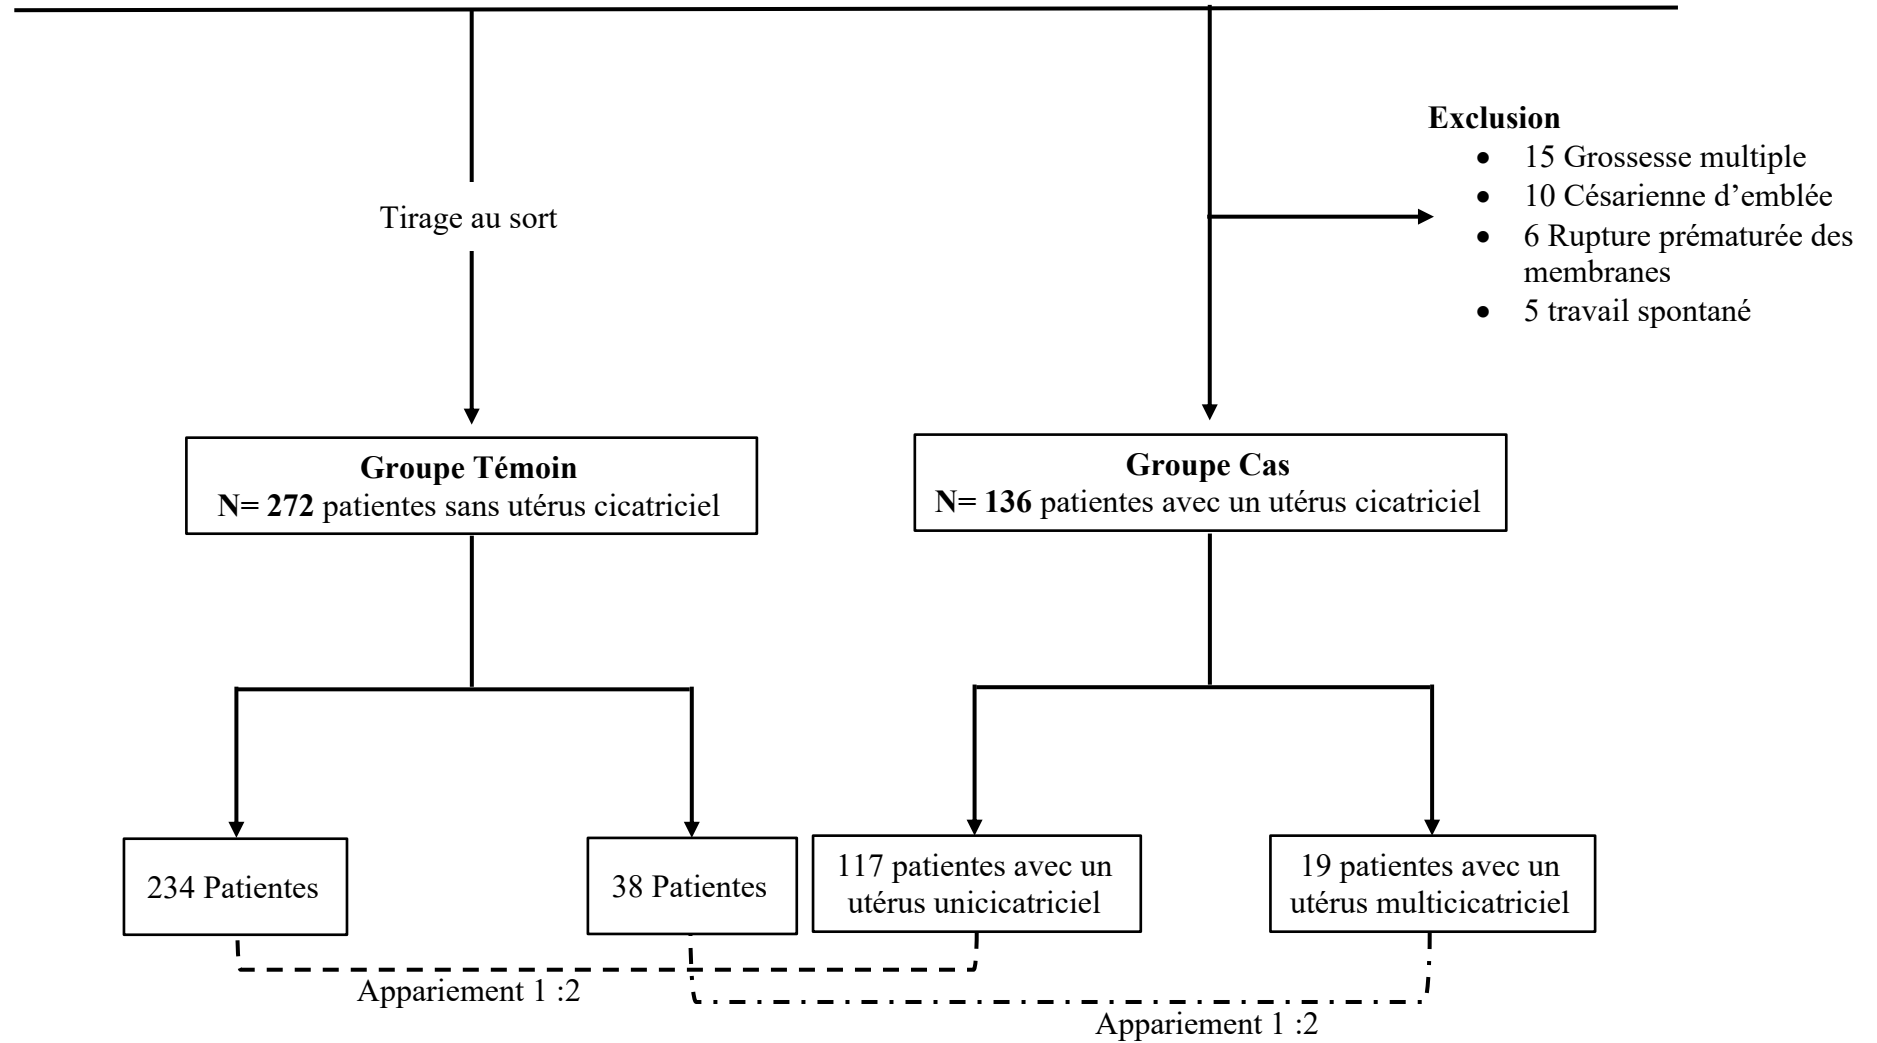 Exclusion
• 15 Grossesse multiple
• 10 Césarienne d’emblée
• 6 Rupture prématurée des
membranes
• 5 travail spontané
Tirage au sort
Groupe Témoin
N= 272 patientes sans utérus cicatriciel
Groupe Cas
N= 136 patientes avec un utérus cicatriciel
234 Patientes
38 Patientes
117 patientes avec un
utérus unicicatriciel
19 patientes avec un
utérus multicicatriciel
Appariement 1 :2
Appariement 1 :2